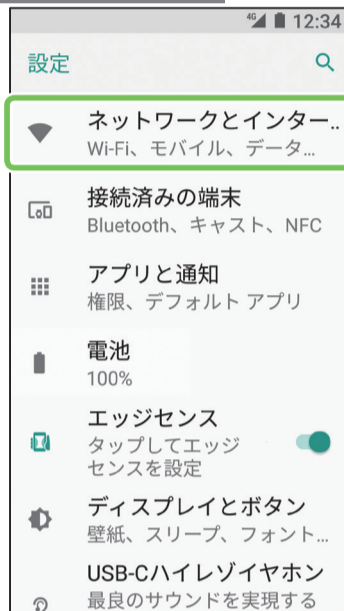 4G 12:34
設定
ネットワークとインター..
Wi-Fi、モバイル、データ...
接続済みの端末
Bluetooth、キャスト、NFC
アプリと通知
権限、デフォルト アプリ
電池
100%
エッジセンス
タップしてエッジ
センスを設定
ディスプレイとボタン
壁紙、スリープ、フォント...
USB-Cハイレゾイヤホン
最良のサウンドを実現する